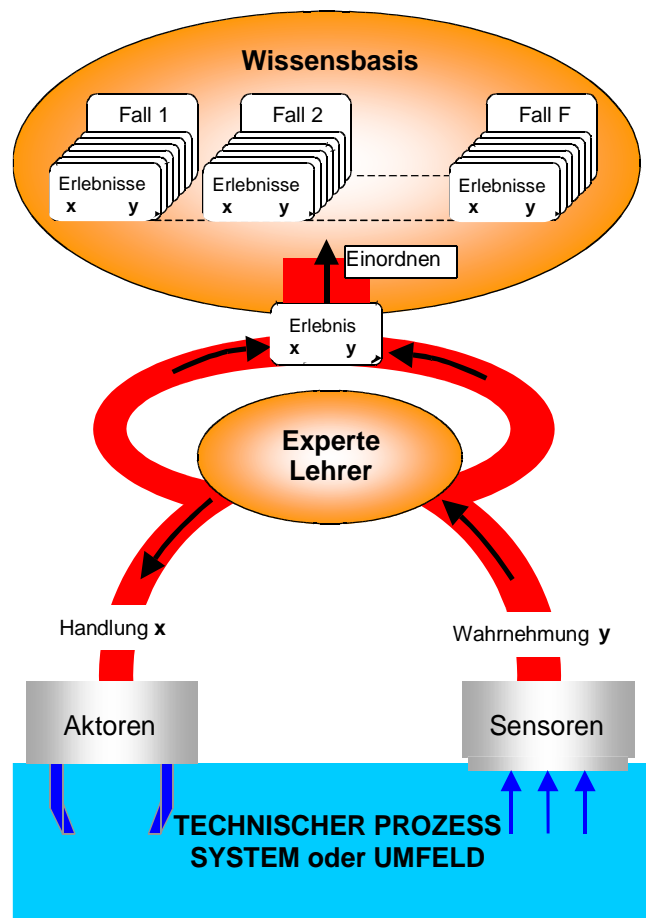 Wissensbasis
Fall 1
Fall 2
Fall F
Erlebnisse
x y
Erlebnisse
x y
Erlebnisse
x y
Einordnen
Erlebnis
x y
Experte
Lehrer
Handlung x
Wahrnehmung y
Aktoren
Sensoren
TECHNISCHER PROZESS
SYSTEM oder UMFELD